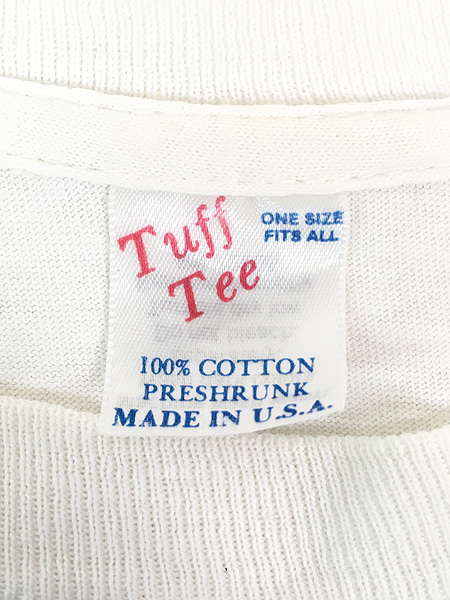 Tuff
Tee
ONE SIZE
FITS ALL
100% COTTON
PRESHRUNK
MADE IN U.S.A.